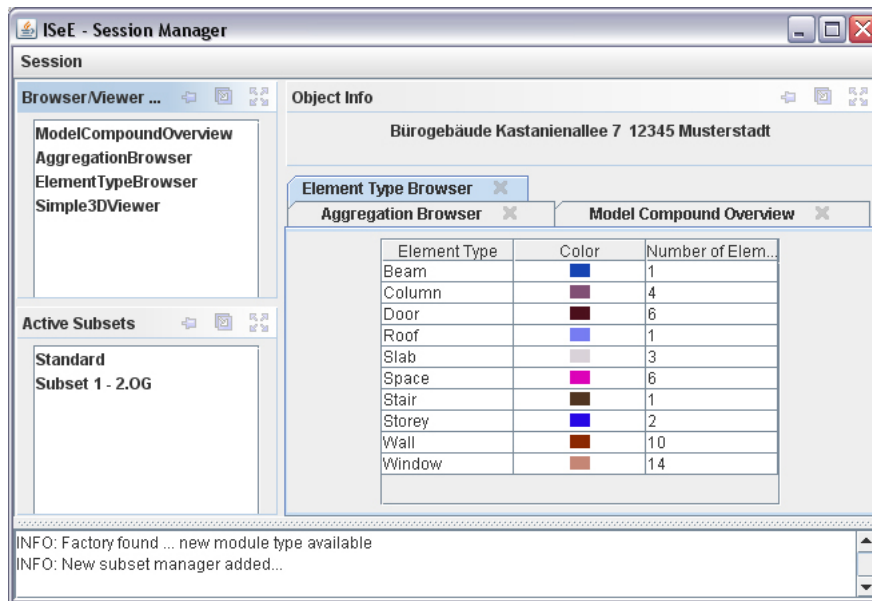 ISeE - Session Manager
Session
Browser/Viewer ...
ModelCompoundOverview
AggregationBrowser
ElementTypeBrowser
Simple3DViewer
Active Subsets
Standard
Subset 1 - 2.OG
Object Info
Bürogebäude Kastanienallee 7 12345 Musterstadt
Element Type Browser
Aggregation Browser Model Compound Overview
Element Type Color Number of Elem...
Beam 1
Column 4
Door 6
Roof 1
Slab 3
Space 6
Stair 1
Storey 2
Wall 10
Window 14
INFO: Factory found ... new module type available
INFO: New subset manager added...